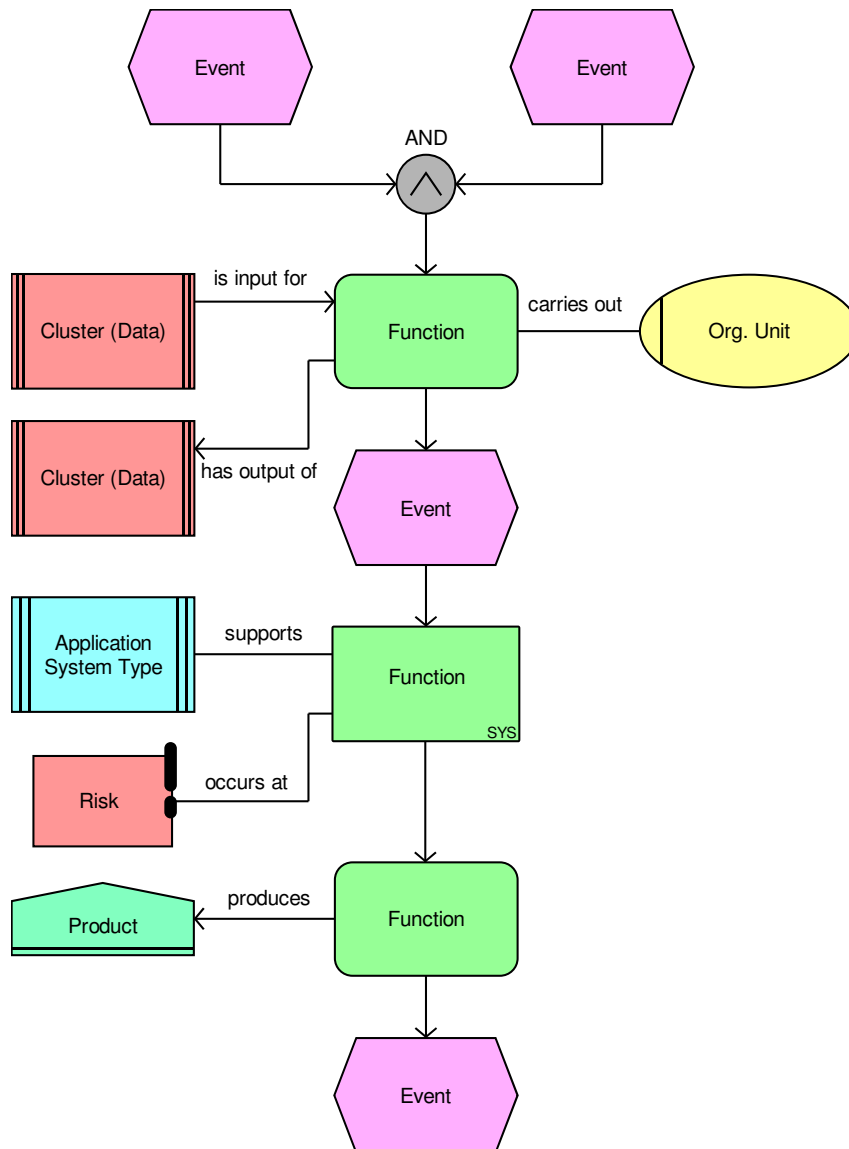 Event
Event
AND
is input for
carries out
Cluster (Data)
Function
Org. Unit
Cluster (Data)
has output of
Event
Application
System Type
supports
Function
SYS
Risk
occurs at
Product
produces
Function
Event